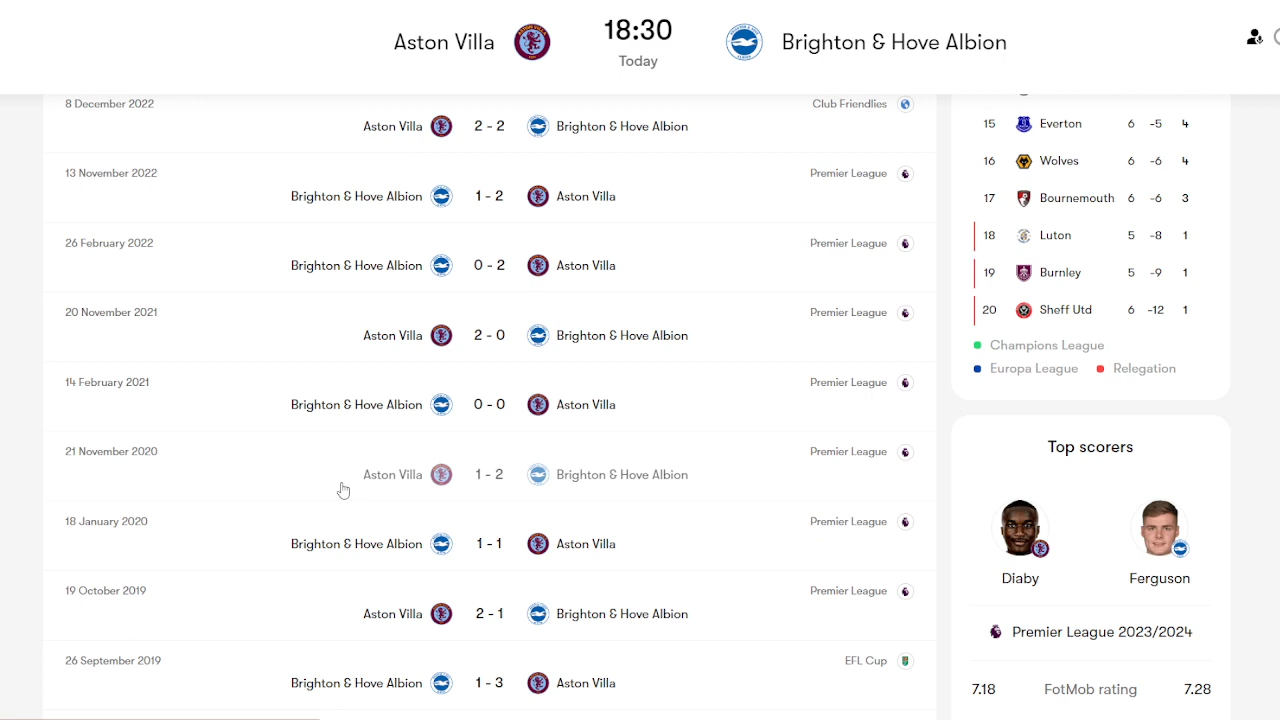 Aston Villa 18:30 Brighton & Hove Albion
Today
8 December 2022 Club Friendlies
Aston Villa 2 - 2 Brighton & Hove Albion
13 November 2022 Premier League
Brighton & Hove Albion 1 - 2 Aston Villa
26 February 2022 Premier League
Brighton & Hove Albion 0 - 2 Aston Villa
20 November 2021 Premier League
Aston Villa 2 - 0 Brighton & Hove Albion
14 February 2021 Premier League
Brighton & Hove Albion 0 - 0 Aston Villa
21 November 2020 Premier League
Aston Villa 1 - 2 Brighton & Hove Albion
18 January 2020 Premier League
Brighton & Hove Albion 1 - 1 Aston Villa
19 October 2019 Premier League
Aston Villa 2 - 1 Brighton & Hove Albion
26 September 2019 EFL Cup
Brighton & Hove Albion 1 - 3 Aston Villa
15 Everton 6 -5 4
16 Wolves 6 -6 4
17 Bournemouth 6 -6 3
18 Luton 5 -8 1
19 Burnley 5 -9 1
20 Sheff Utd 6 -12 1
Champions League
Europa League Relegation
Top scorers
Diaby Ferguson
Premier League 2023/2024
7.18 FotMob rating 7.28